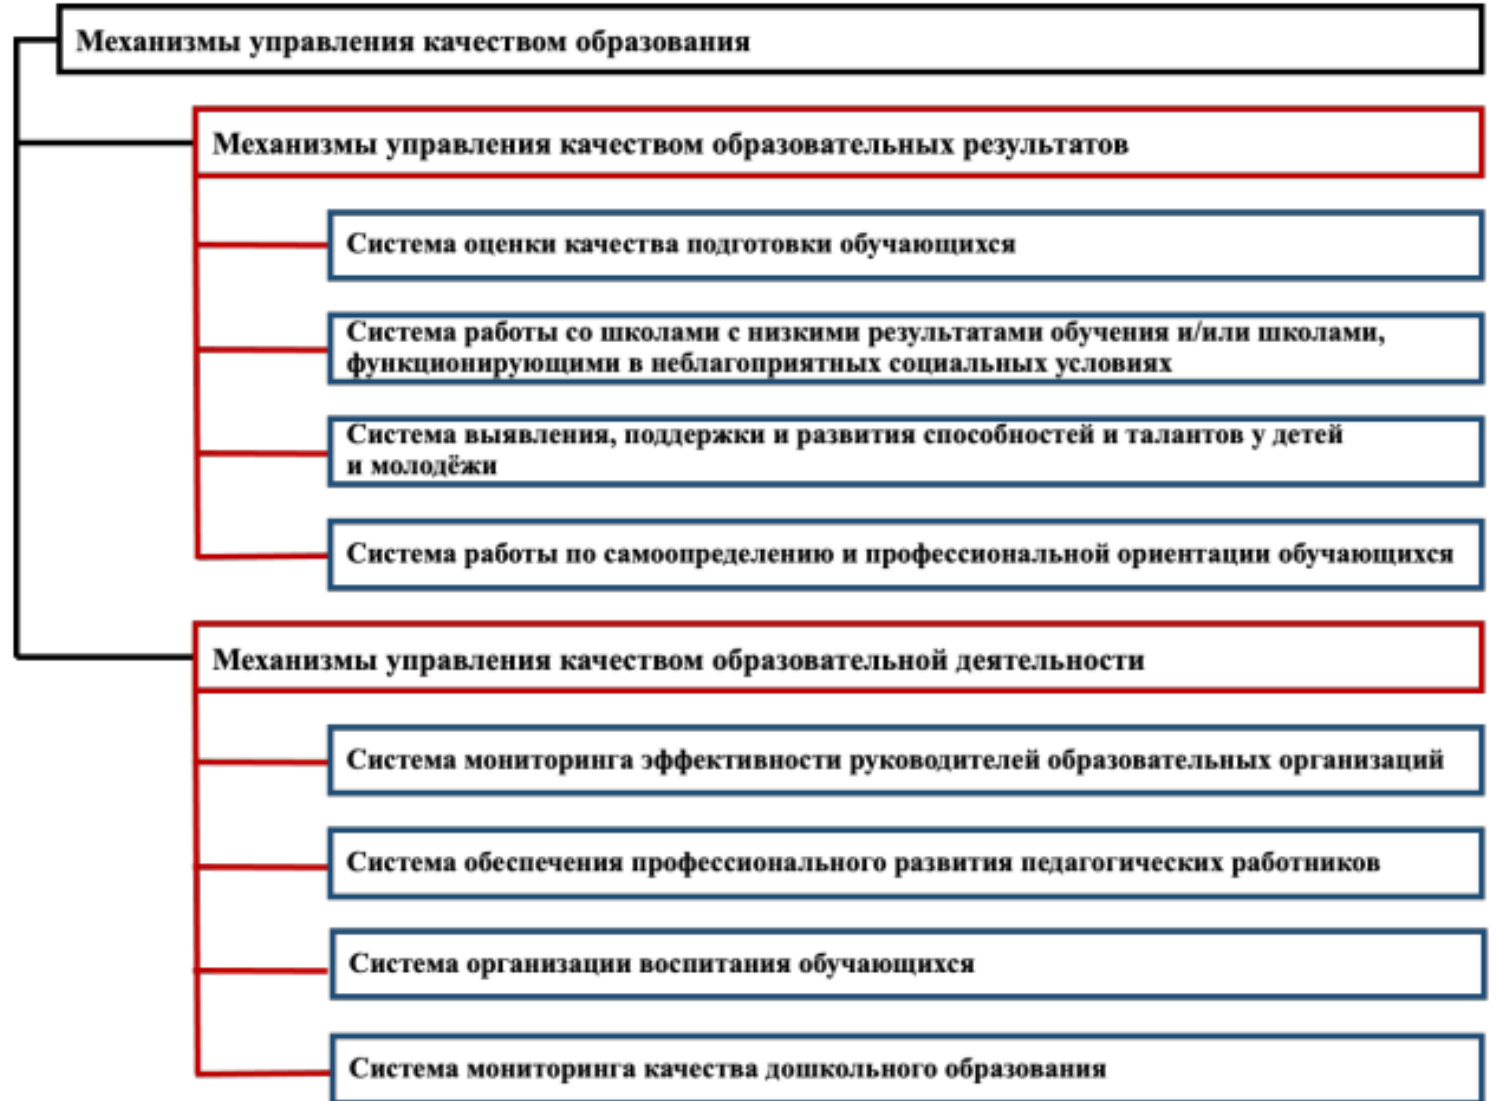 Механизмы управления качеством образования
Механизмы управления качеством образовательных результатов
Система оценки качества подготовки обучающихся
Система работы со школами с низкими результатами обучения и/или школами,
функционирующими в неблагоприятных социальных условиях
Система выявления, поддержки и развития способностей и талантов у детей
и молодёжи
Система работы по самоопределению и профессиональной ориентации обучающихся
Механизмы управления качеством образовательной деятельности
Система мониторинга эффективности руководителей образовательных организаций
Система обеспечения профессионального развития педагогических работников
Система организации воспитания обучающихся
Система мониторинга качества дошкольного образования